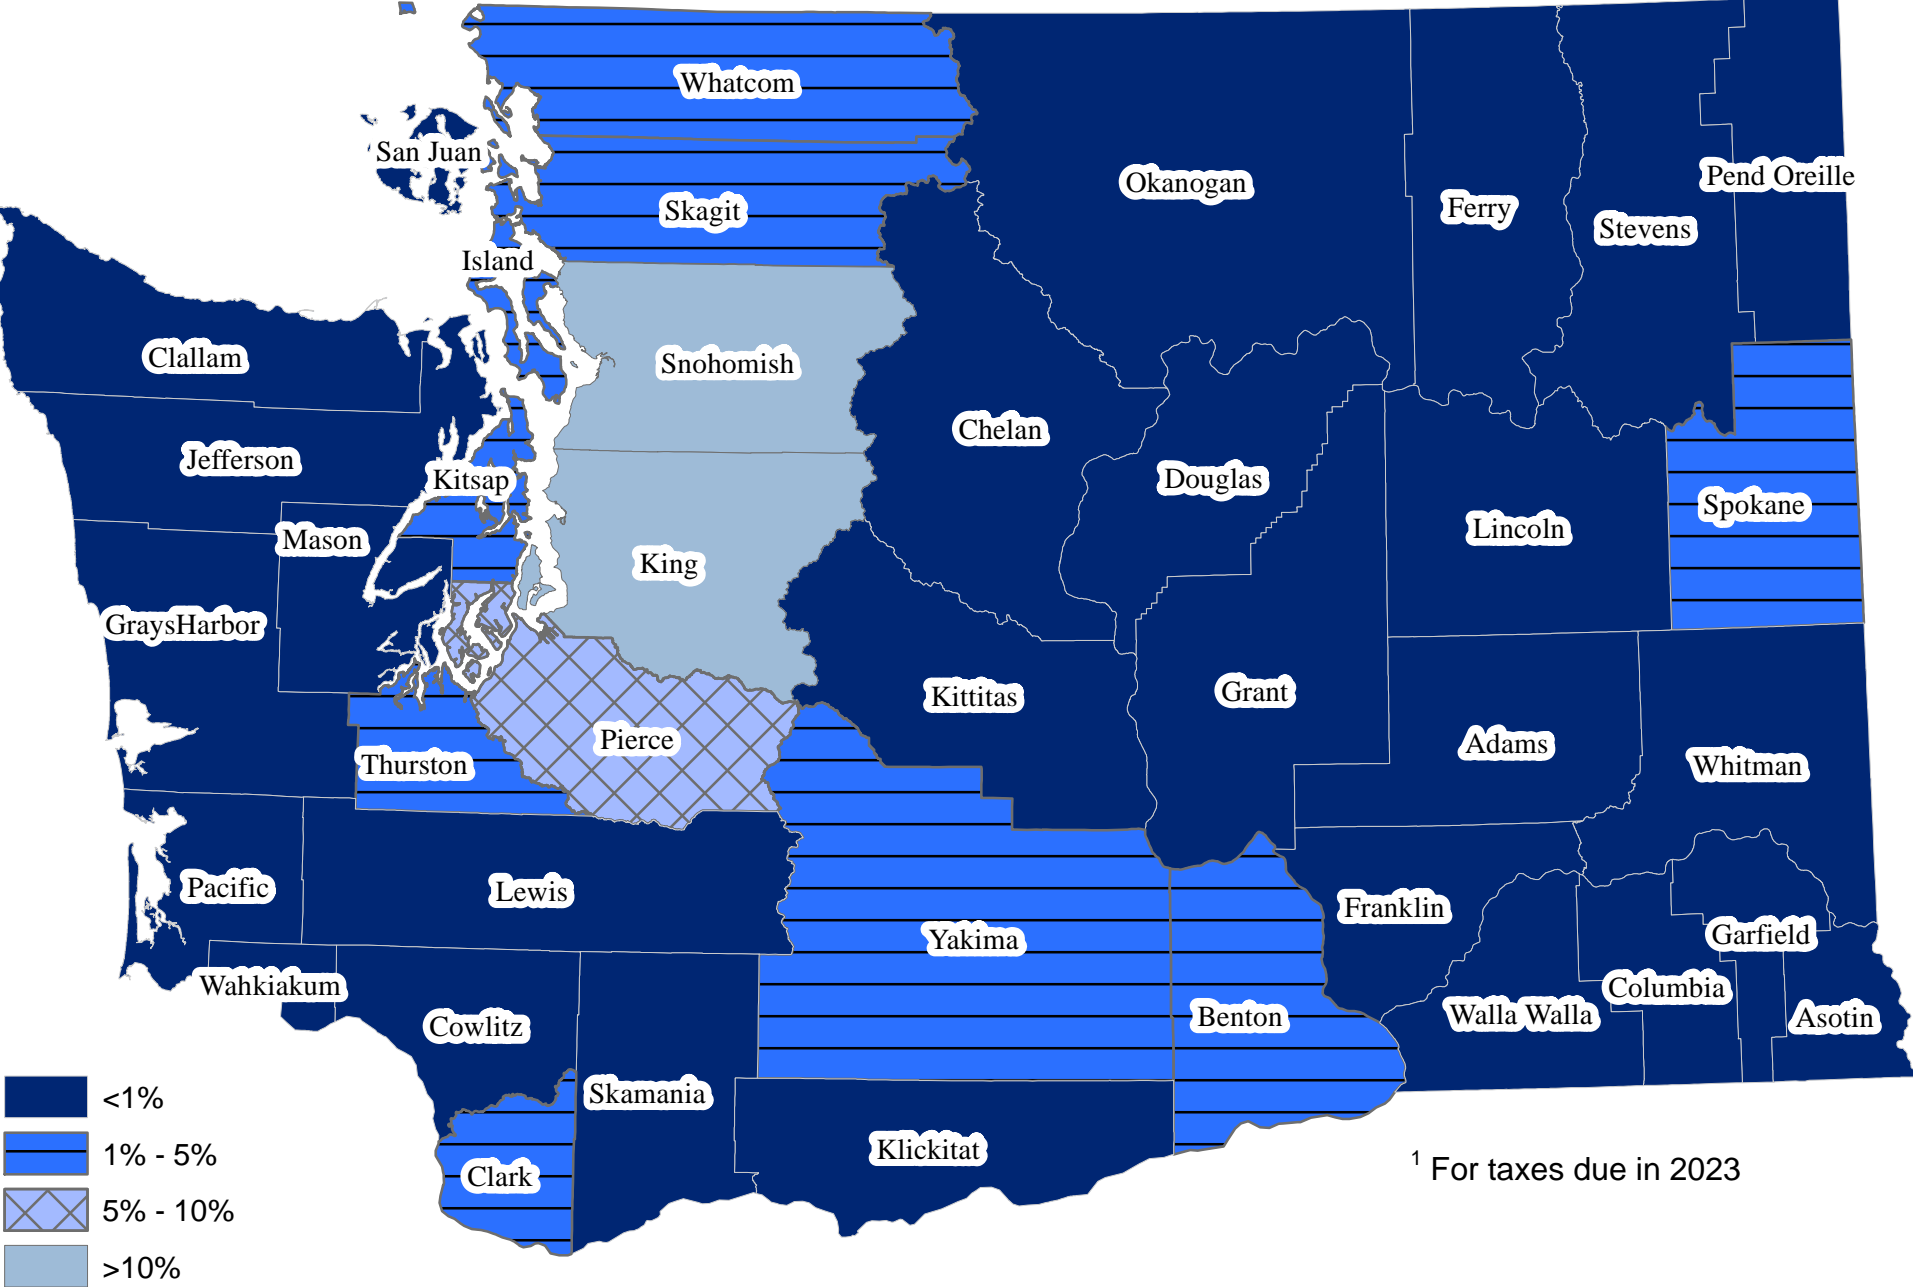 Whatcom
San Juan
Okanogan
Pend Oreille
Skagit
Ferry
Stevens
Island
Clallam
Snohomish
Chelan
Jefferson
Kitsap
Douglas
Spokane
Lincoln
Mason
King
GraysHarbor
Kittitas
Grant
Pierce
Adams
Thurston
Whitman
Pacific
Lewis
Franklin
Yakima
Garfield
Wahkiakum
Columbia
Cowlitz
Benton
Walla Walla
Asotin
Skamania
Klickitat
Clark
<1%
1% - 5%
5% - 10%
>10%
¹ For taxes due in 2023